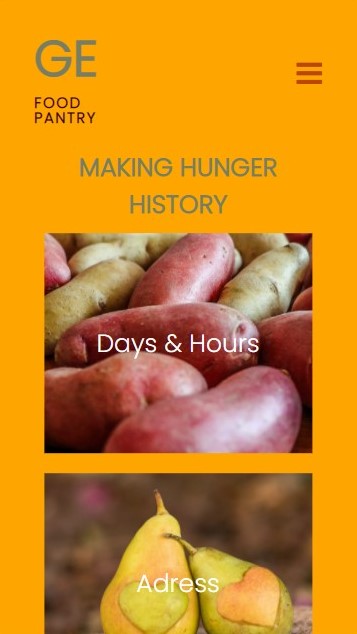 GE
FOOD
PANTRY
MAKING HUNGER
HISTORY
Days & Hours
Adress